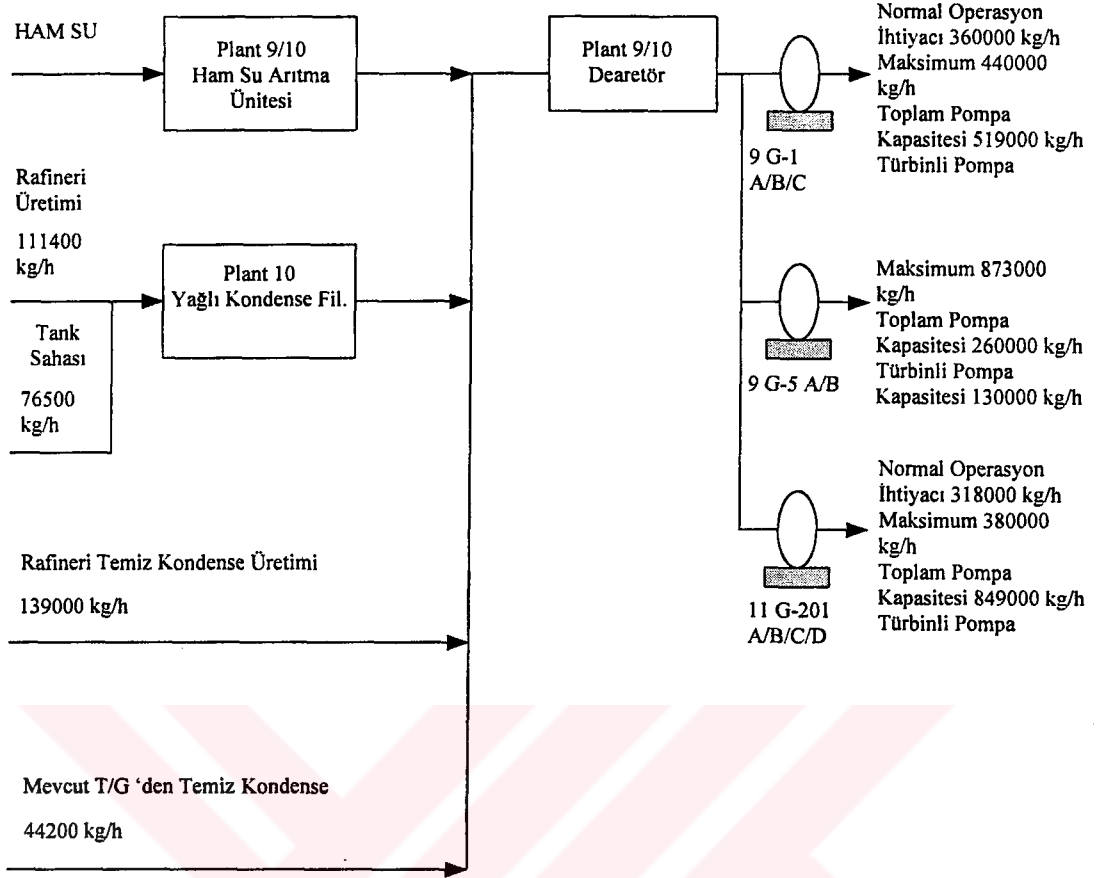 HAM SU
Plant 9/10
Ham Su Arıtma
Ünitesi
Plant 9/10
Dearetör
Normal Operasyon
İhtiyacı 360000 kg/h
Maksimum 440000
kg/h
Toplam Pompa
Kapasitesi 519000 kg/h
Türbinli Pompa
9 G-1
A/B/C
Rafineri
Üretimi
111400
kg/h
Plant 10
Yağlı Kondense Fil.
Tank
Sahası
76500
kg/h
Maksimum 873000
kg/h
Toplam Pompa
Kapasitesi 260000 kg/h
Türbinli Pompa
Kapasitesi 130000 kg/h
9 G-5 A/B
Normal Operasyon
İhtiyacı 318000 kg/h
Maksimum 380000
kg/h
Toplam Pompa
Kapasitesi 849000 kg/h
Türbinli Pompa
11 G-201
A/B/C/D
Rafineri Temiz Kondense Üretimi
139000 kg/h
Mevcut T/G ‘den Temiz Kondense
44200 kg/h